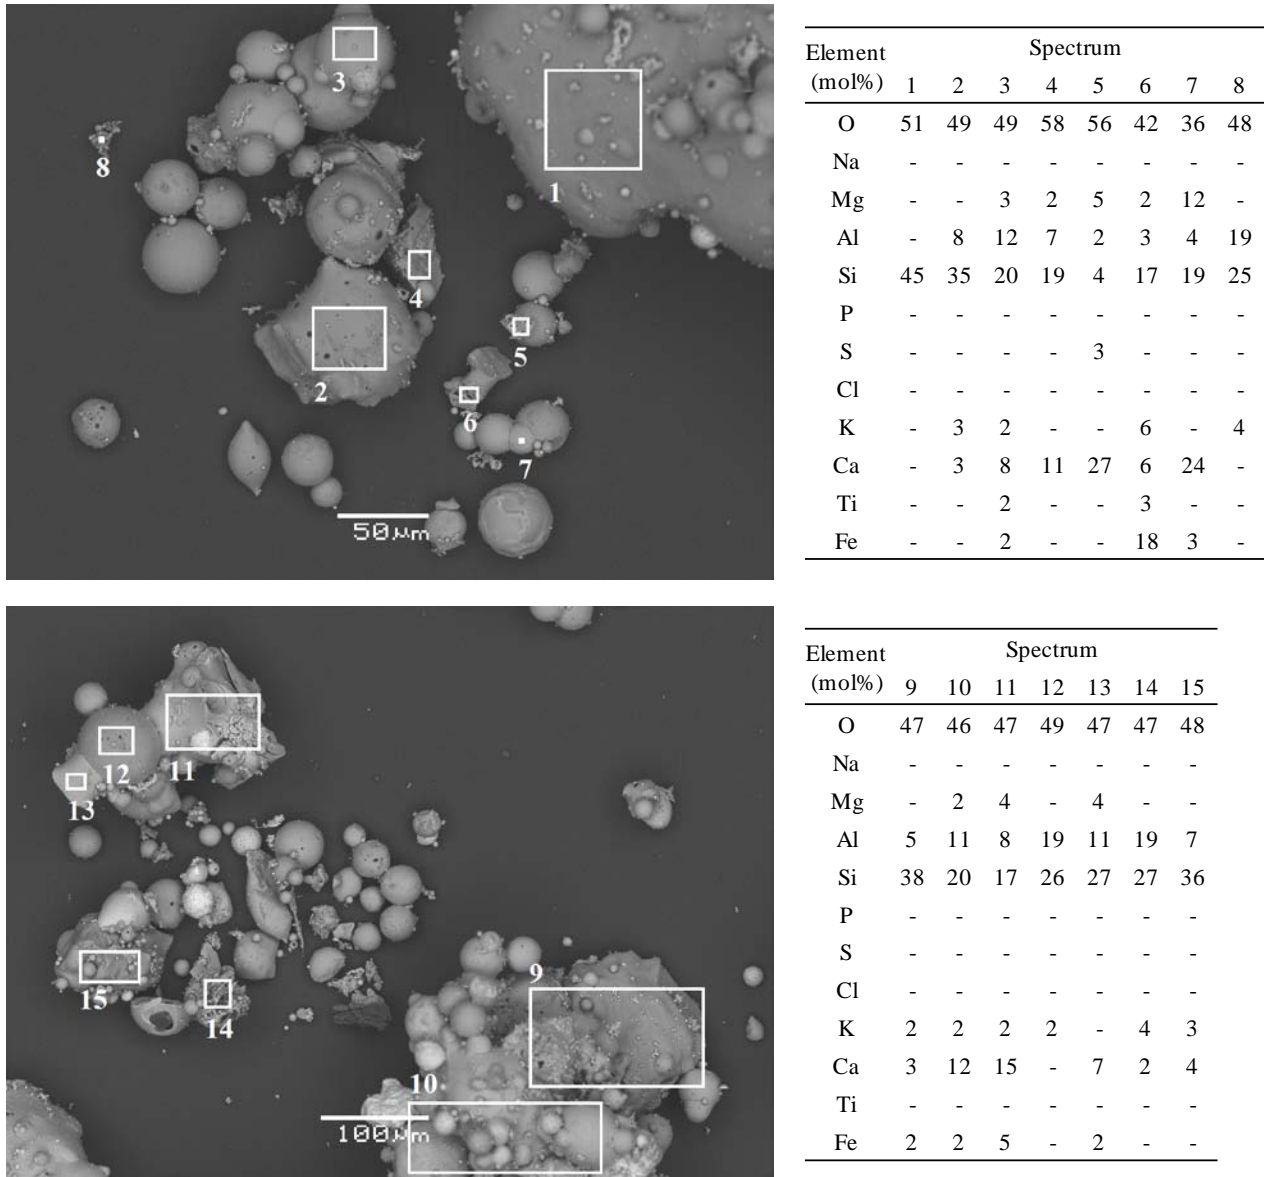 3
8
1
4
5
2
6
7
50µm
Element (mol%) Spectrum
1 2 3 4 5 6 7 8
O 51 49 49 58 56 42 36 48
Na - - - - - - - -
Mg - - 3 2 5 2 12 -
Al - 8 12 7 2 3 4 19
Si 45 35 20 19 4 17 19 25
P - - - - - - - -
S - - - - 3 - - -
Cl - - - - - - - -
K - 3 2 - - 6 - 4
Ca - 3 8 11 27 6 24 -
Ti - - 2 - - 3 - -
Fe - - 2 - - 18 3 -
12 11
13
9
15
14
10
100µm
Element (mol%) Spectrum
9 10 11 12 13 14 15
O 47 46 47 49 47 47 48
Na - - - - - - -
Mg - 2 4 - 4 - -
Al 5 11 8 19 11 19 7
Si 38 20 17 26 27 27 36
P - - - - - - -
S - - - - - - -
Cl - - - - - - -
K 2 2 2 2 - 4 3
Ca 3 12 15 - 7 2 4
Ti - - - - - - -
Fe 2 2 5 - 2 - -